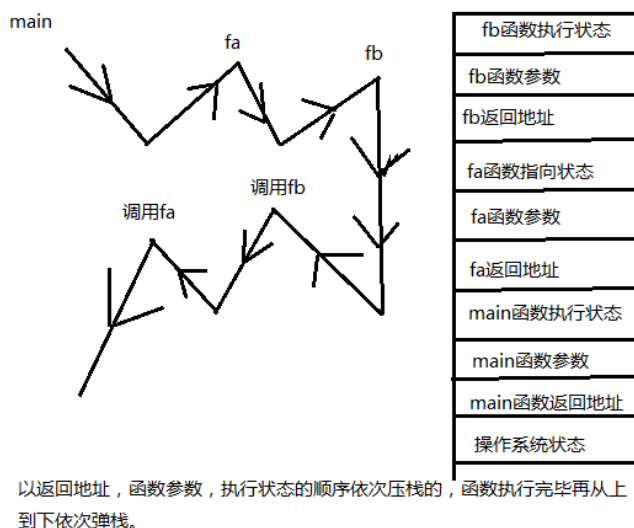 main
fa
fb
调用fa
调用fb
fb函数执行状态
fb函数参数
fb返回地址
fa函数指向状态
fa函数参数
fa返回地址
main函数执行状态
main函数参数
main函数返回地址
操作系统状态
以返回地址，函数参数，执行状态的顺序依次压栈的，函数执行完毕再从上
到下依次弹栈。